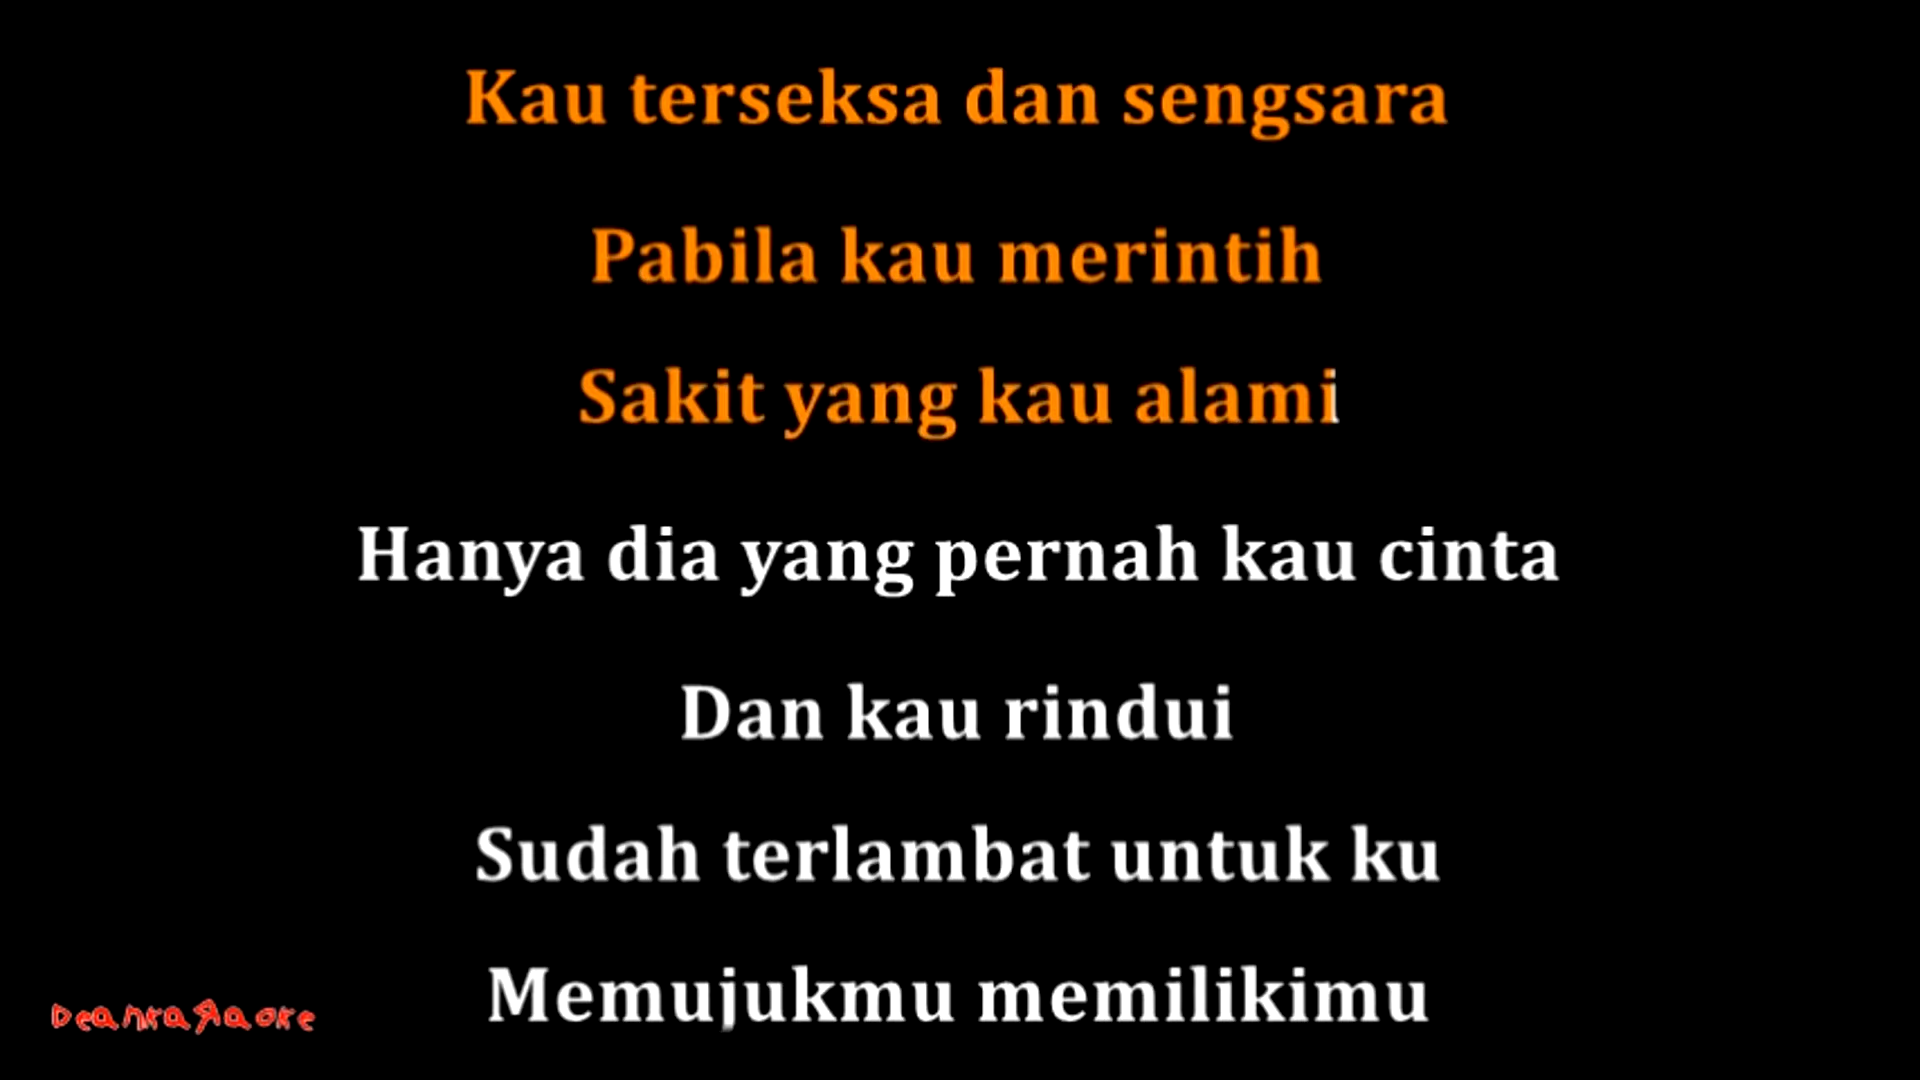 Kau terseksa dan sengsara
Pabila kau merintih
Sakit yang kau alami
Hanya dia yang pernah kau cinta
Dan kau rindui
Sudah terlambat untuk ku
Memujukmu memilikimu
DeankaRaoke